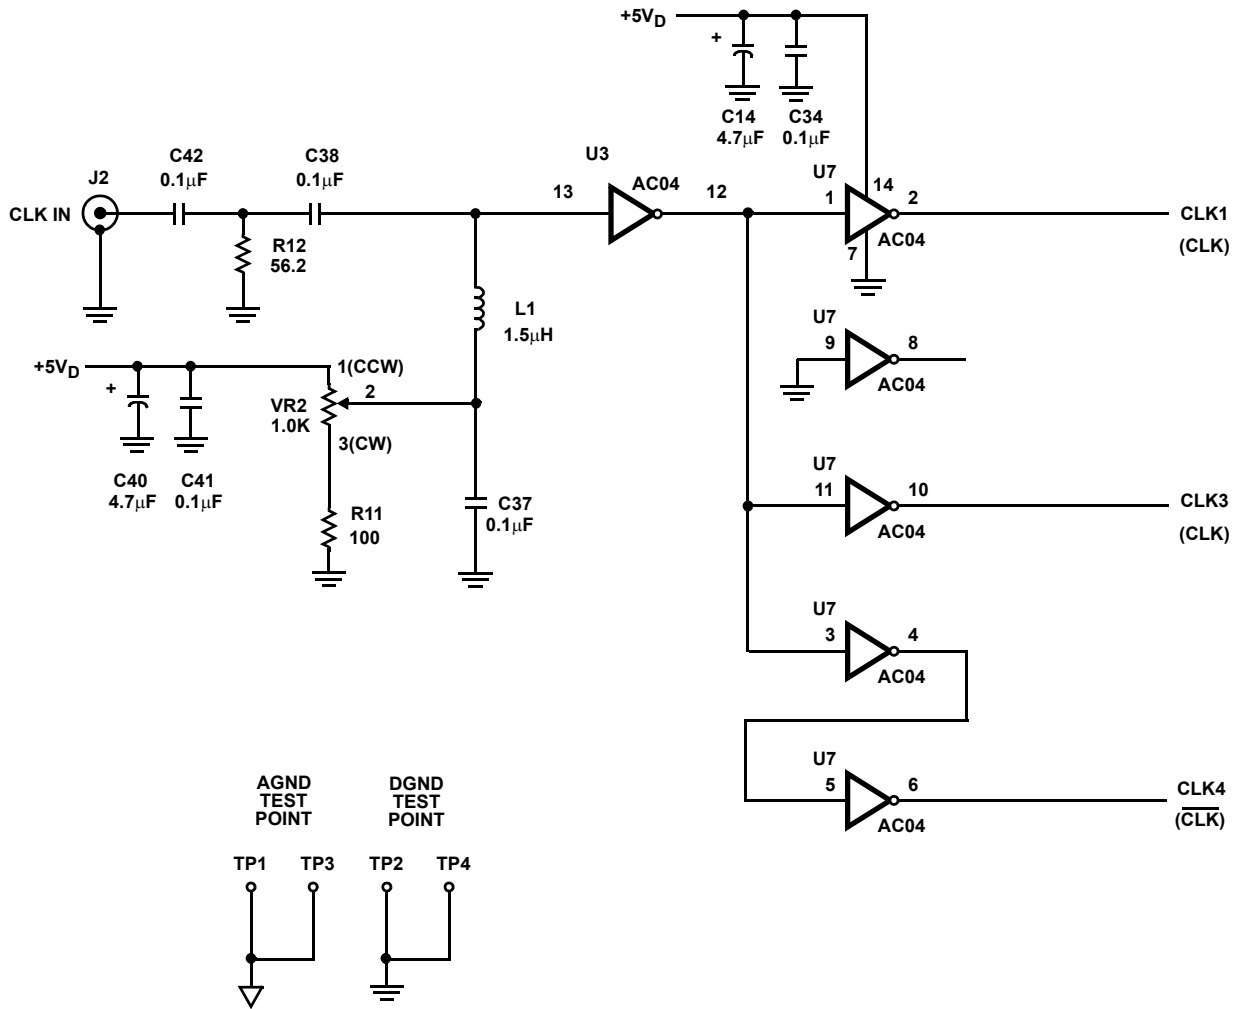 +5VD
+
C14
4.7μF
C34
0.1μF
C42
0.1μF
C38
0.1μF
U3
J2
CLK IN
R12
56.2
13
AC04
12
U7
14
1
2
AC04
7
CLK1
(CLK)
L1
1.5μH
U7
9
8
AC04
+5VD
+
1(CCW)
2
VR2
1.0K
3(CW)
C40
4.7μF
C41
0.1μF
R11
100
C37
0.1μF
U7
11
10
AC04
CLK3
(CLK)
U7
3
4
AC04
U7
5
6
AC04
CLK4
(C̅L̅K̅)
AGND
TEST
POINT
DGND
TEST
POINT
TP1
TP3
TP2
TP4